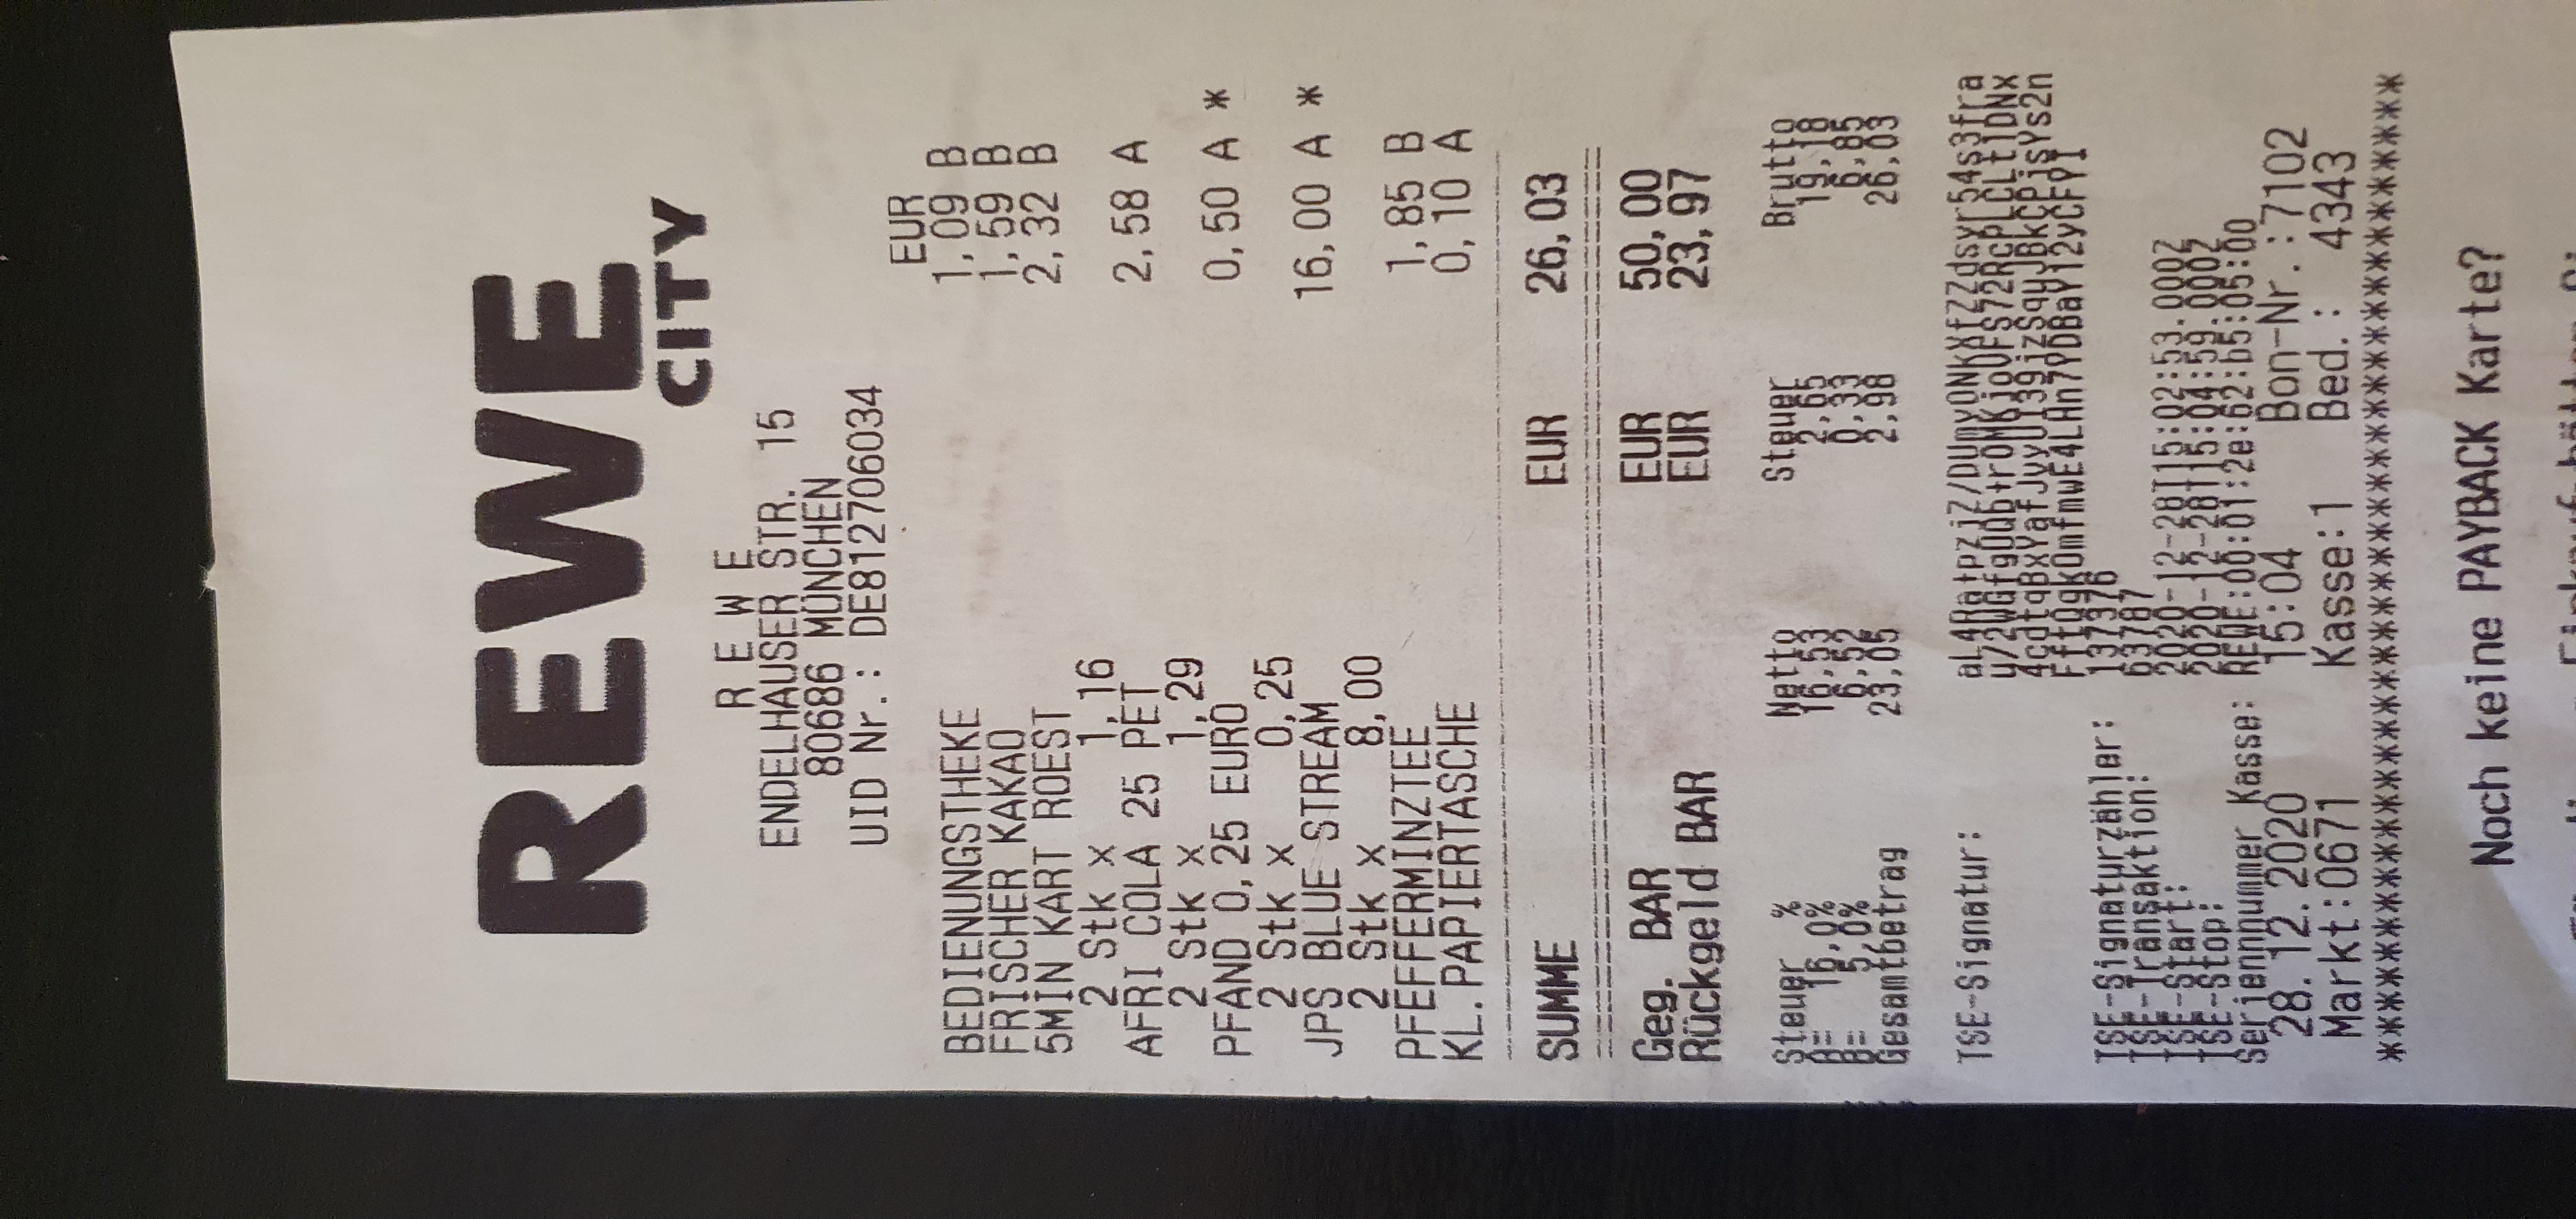 REWE
CITY
R E W E
ENDELHAUSER STR. 15
80686 MÜNCHEN
UID Nr.: DE812706034
EUR
BEDIENUNGSTHEKE 1,09 B
FRISCHER KAKAO 1,59 B
5MIN KART ROEST 2,32 B
2 Stk x 1,16
AFRI COLA 25 PET 2,58 A
2 Stk x 1,29
PFAND 0,25 EURO 0,50 A *
2 Stk x 0,25
JPS BLUE STREAM 16,00 A *
2 Stk x 8,00
PFEFFERMINZTEE 1,85 B
KL.PAPIERTASCHE 0,10 A
SUMME EUR 26,03
Geg. BAR EUR 50,00
Rückgeld BAR EUR 23,97
Steuer % Netto Steuer Brutto
A= 16,0% 16,53 2,65 19,18
B= 5,0% 6,52 0,33 6,85
Gesamtbetrag 23,05 2,98 26,03
TSE-Signatur:
TSE-Signaturzähler: 137376
TSE-Transaktion: 63787
TSE-Start: 2020-12-28T15:02:53.000Z
TSE-Stop: 2020-12-28T15:04:59.000Z
Seriennnummer Kasse: REWE:00:01:2e:62:b5:05:00
28.12.2020 15:04 Bon-Nr.:7102
Markt:0671 Kasse:1 Bed.: 4343
****************************************
Noch keine PAYBACK Karte?